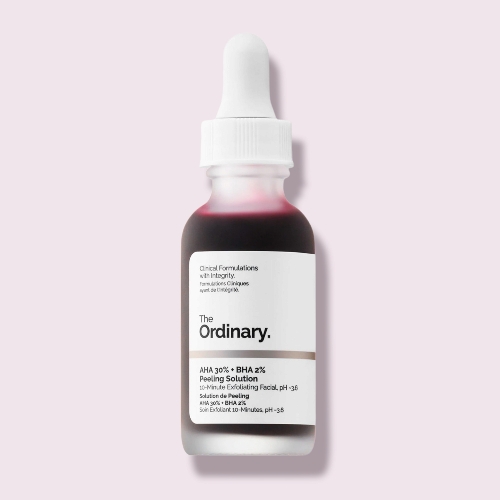 Clinical Formulations
with Integrity.
Formulations Cliniques
ayant de l'intégrité.
The
Ordinary.
AHA 30% + BHA 2%
Peeling Solution
10-Minute Exfoliating Facial, pH ~3.6
Solution de Peeling
AHA 30% + BHA 2%
Soin Exfoliant 10-Minutes, pH ~3.6